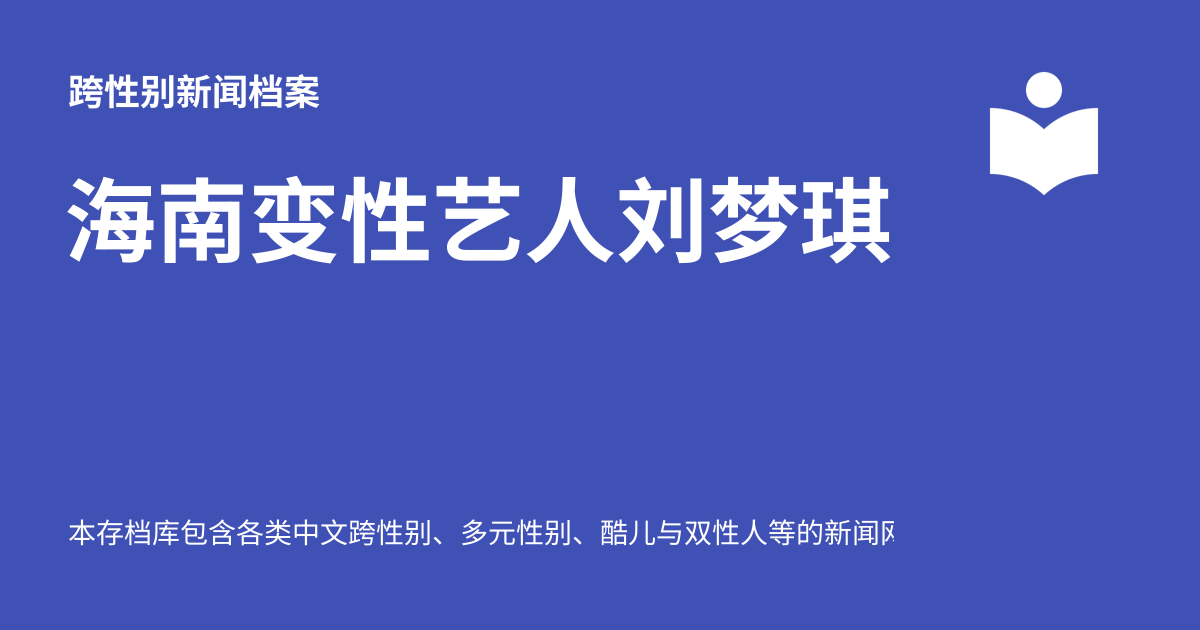 跨性别新闻档案
海南变性艺人刘梦琪
本存档库包含各类中文跨性别、多元性别、酷儿与双性人等的新闻